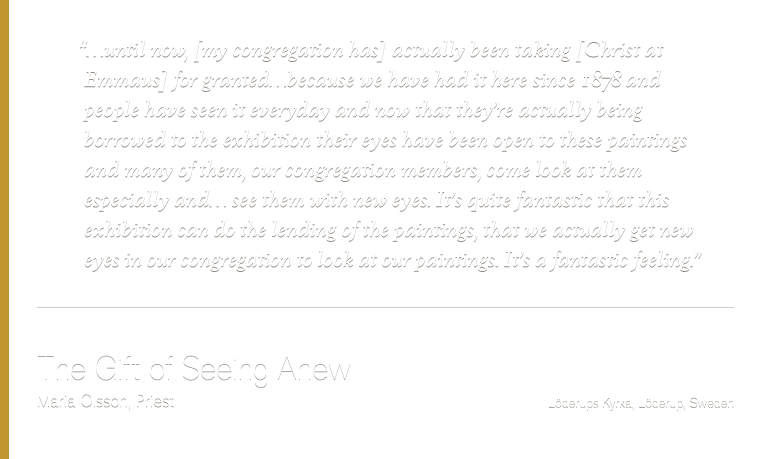 “…until now, [my congregation has] actually been taking [Christ at
Emmaus] for granted…because we have had it here since 1878 and
people have seen it everyday and now that they’re actually being
borrowed to the exhibition their eyes have been open to these paintings
and many of them, our congregation members, come look at them
especially and… see them with new eyes. It’s quite fantastic that this
exhibition can do the lending of the paintings, that we actually get new
eyes in our congregation to look at our paintings. It’s a fantastic feeling.”
The Gift of Seeing Anew
Maria Olsson, Priest
Löderups Kyrka, Löderup, Sweden